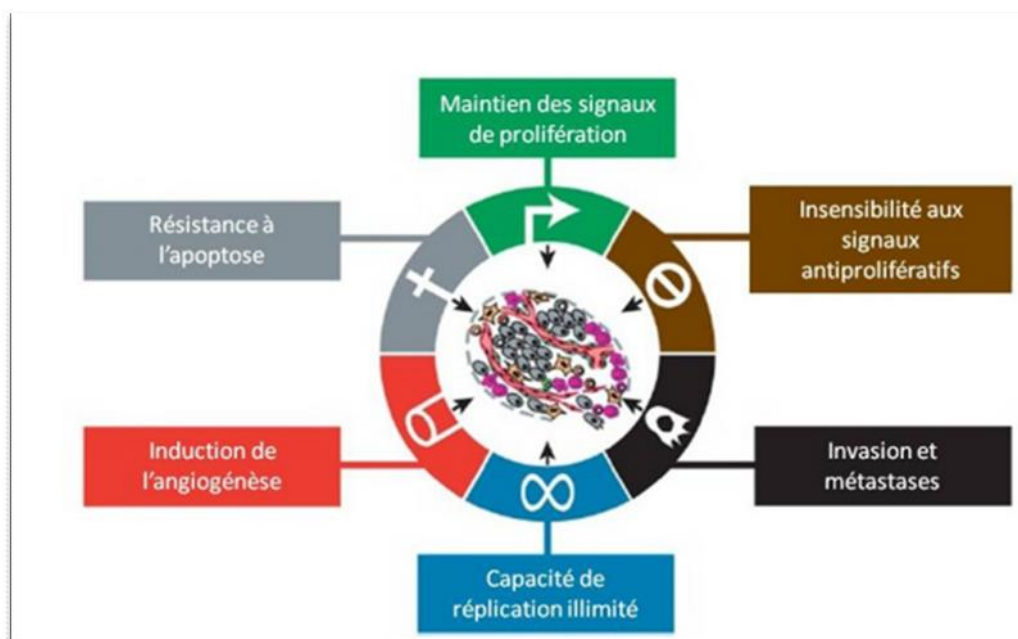 Maintien des signaux
de prolifération
Résistance à
l'apoptose
Insensibilité aux
signaux
antiprolifératifs
Induction de
l'angiogénèse
Invasion et
métastases
Capacité de
réplication illimité